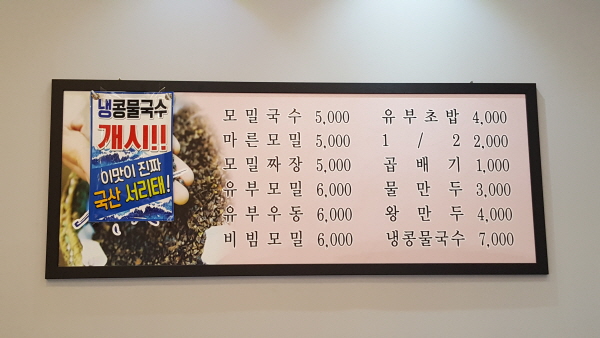 냉콩물국수
개시!!
이맛이 진짜
국산 서리태!
모밀국수 5,000
마른모밀 5,000
모밀짜장 5,000
유부모밀 6,000
유부우동 6,000
비빔모밀 6,000
유부초밥 4,000
1 / 2 2,000
곱배기 1,000
물만두 3,000
왕만두 4,000
냉콩물국수 7,000